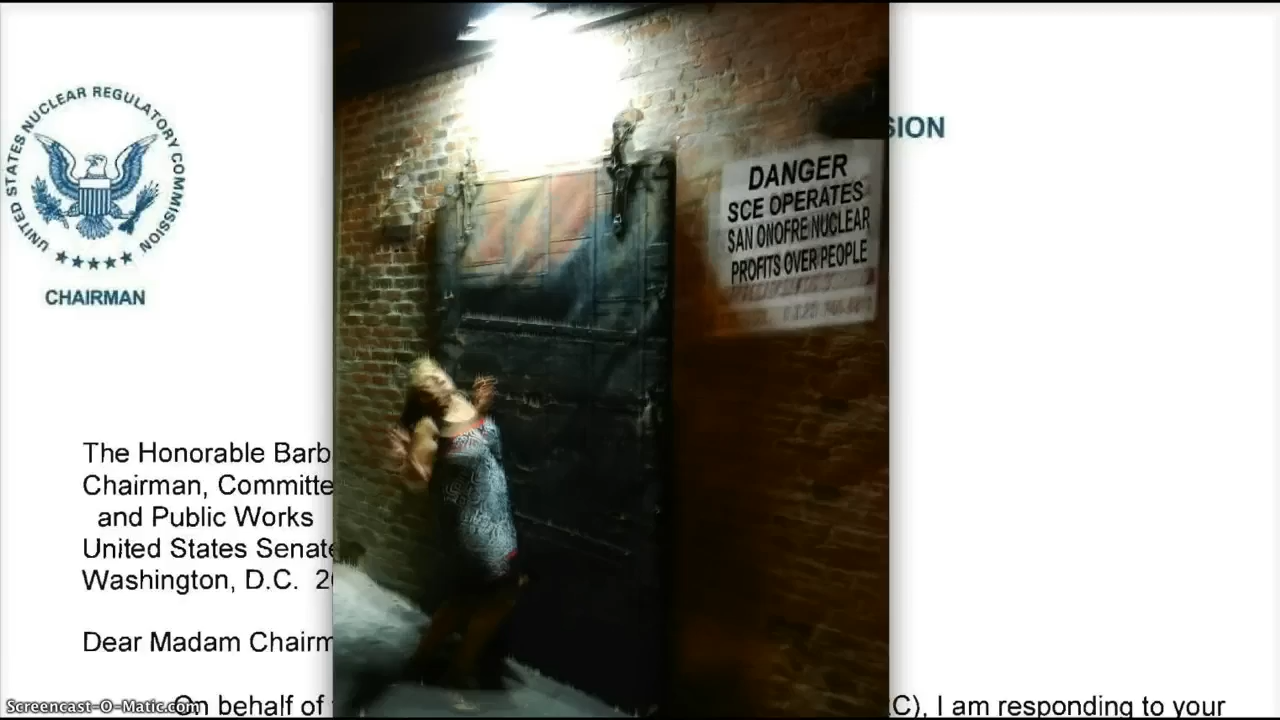 UNITED STATES NUCLEAR REGULATORY COMMISSION
CHAIRMAN
SION
DANGER
SCE OPERATES
SAN ONOFRE NUCLEAR
PROFITS OVER PEOPLE
The Honorable Barb
Chairman, Committe
and Public Works
United States Senate
Washington, D.C. 2
Dear Madam Chairm
On behalf of
C), I am responding to your
Screencast-O-Matic.com